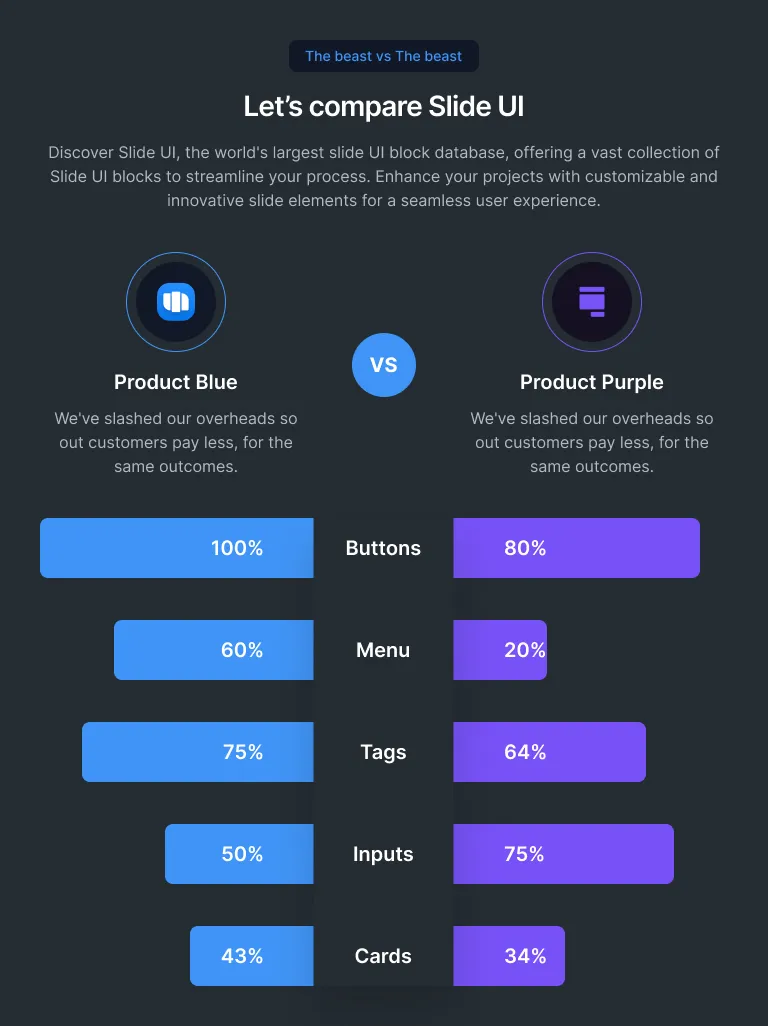 The beast vs The beast
Let’s compare Slide UI
Discover Slide UI, the world's largest slide UI block database, offering a vast collection of
Slide UI blocks to streamline your process. Enhance your projects with customizable and
innovative slide elements for a seamless user experience.
Product Blue
We've slashed our overheads so
out customers pay less, for the
same outcomes.
VS
Product Purple
We've slashed our overheads so
out customers pay less, for the
same outcomes.
100% Buttons 80%
60% Menu 20%
75% Tags 64%
50% Inputs 75%
43% Cards 34%